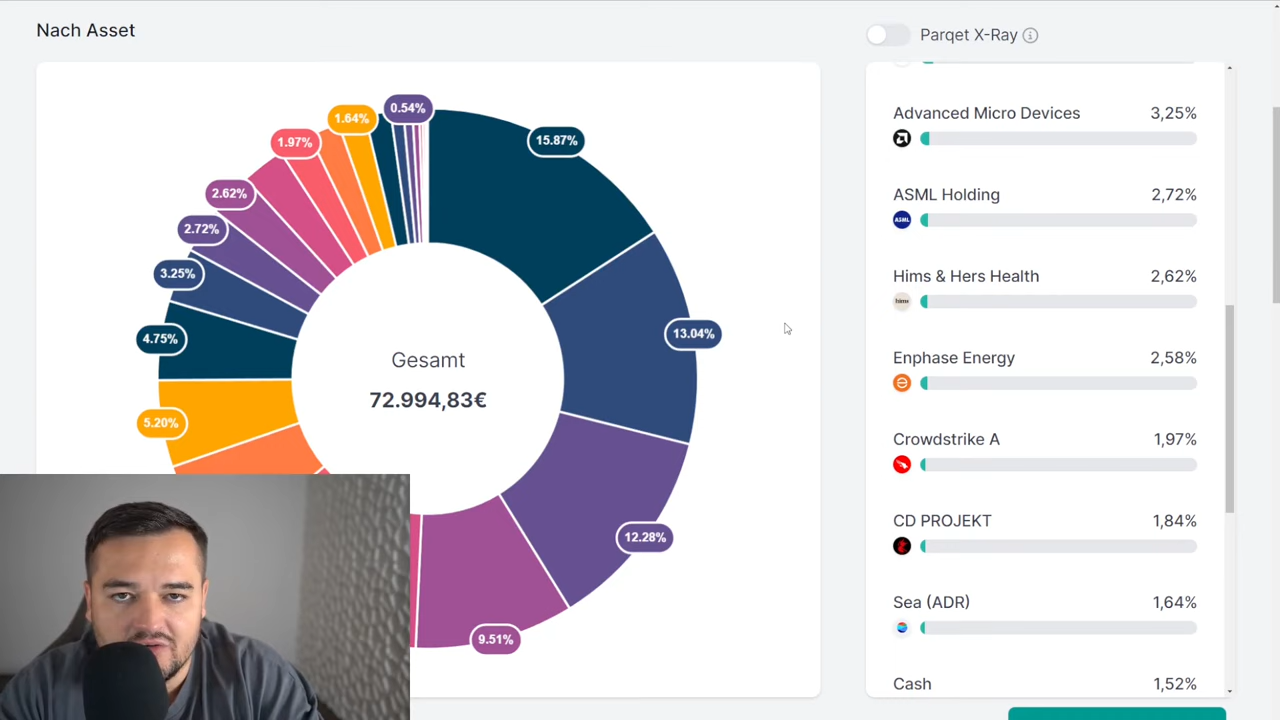 Nach Asset
Parqet X-Ray
0.54%
1.64%
15.87%
1.97%
2.62%
2.72%
3.25%
13.04%
4.75%
Gesamt
72.994,83€
5.20%
12.28%
9.51%
Advanced Micro Devices 3,25%
ASML Holding 2,72%
ASML
Hims & Hers Health 2,62%
hims
Enphase Energy 2,58%
Crowdstrike A 1,97%
CD PROJEKT 1,84%
Sea (ADR) 1,64%
Cash 1,52%